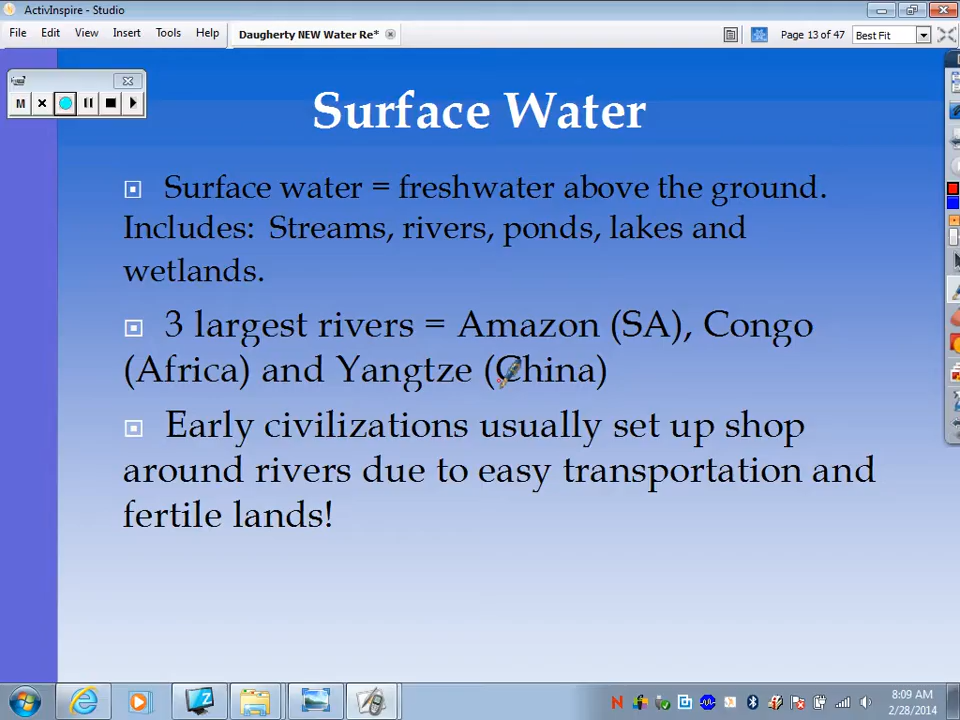 ActivInspire - Studio
File Edit View Insert Tools Help Daugherty NEW Water Re* Page 13 of 47 Best Fit
M
Surface Water
Surface water = freshwater above the ground.
Includes: Streams, rivers, ponds, lakes and
wetlands.
3 largest rivers = Amazon (SA), Congo
(Africa) and Yangtze (China)
Early civilizations usually set up shop
around rivers due to easy transportation and
fertile lands!
8:09 AM
2/28/2014